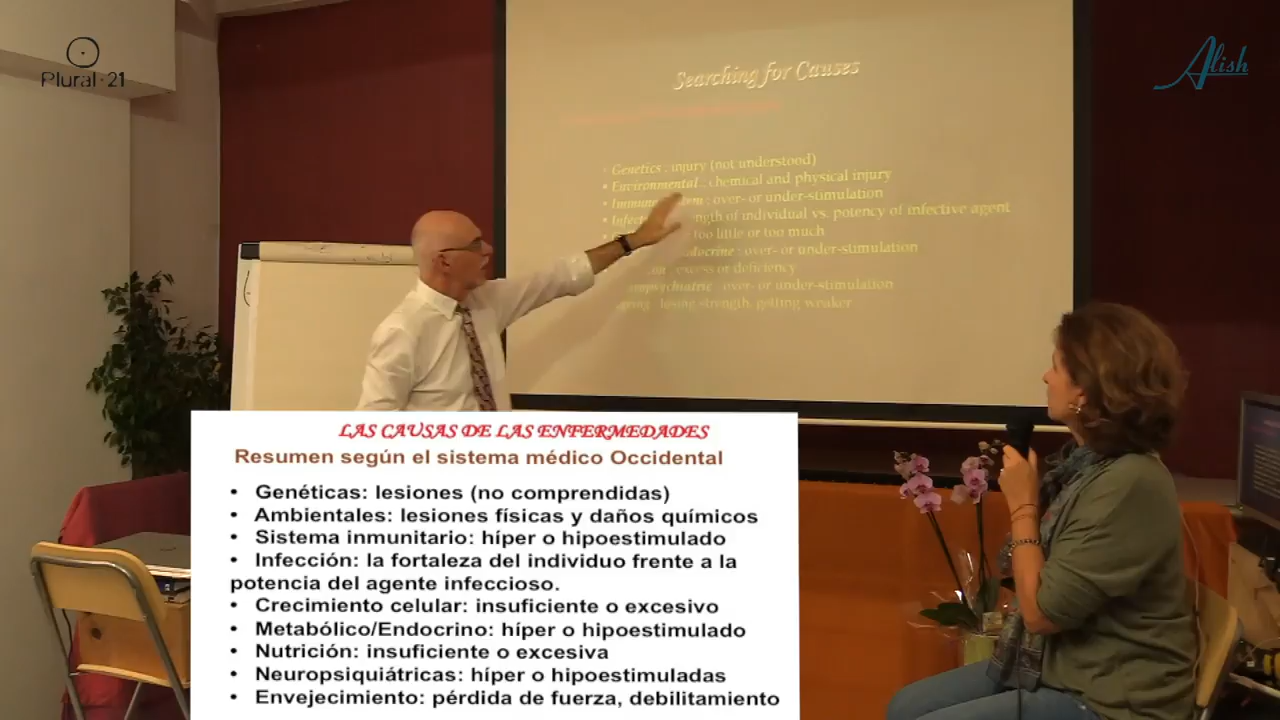 Plural·21
Alish
Searching for Causes
• Genetics : injury (not understood)
• Environmental : chemical and physical injury
: over- or under-stimulation
of individual vs. potency of infective agent
too little or too much
: over- or under-stimulation
: excess or deficiency
: over- or under-stimulation
losing strength, getting weaker
LAS CAUSAS DE LAS ENFERMEDADES
Resumen según el sistema médico Occidental
• Genéticas: lesiones (no comprendidas)
• Ambientales: lesiones físicas y daños químicos
• Sistema inmunitario: híper o hipoestimulado
• Infección: la fortaleza del individuo frente a la
potencia del agente infeccioso.
• Crecimiento celular: insuficiente o excesivo
• Metabólico/Endocrino: híper o hipoestimulado
• Nutrición: insuficiente o excesiva
• Neuropsiquiátricas: híper o hipoestimuladas
• Envejecimiento: pérdida de fuerza, debilitamiento